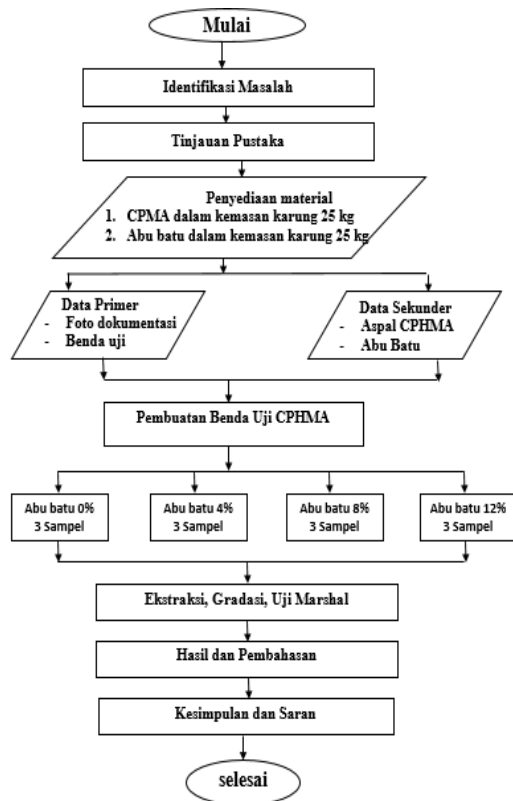 Mulai
Identifikasi Masalah
Tinjauan Pustaka
Penyediaan material
1. CPMA dalam kemasan karung 25 kg
2. Abu batu dalam kemasan karung 25 kg
Data Primer
- Foto dokumentasi
- Benda uji
Data Sekunder
- Aspal CPHMA
- Abu Batu
Pembuatan Benda Uji CPHMA
Abu batu 0%
3 Sampel
Abu batu 4%
3 Sampel
Abu batu 8%
3 Sampel
Abu batu 12%
3 Sampel
Ekstraksi, Gradasi, Uji Marshal
Hasil dan Pembahasan
Kesimpulan dan Saran
selesai